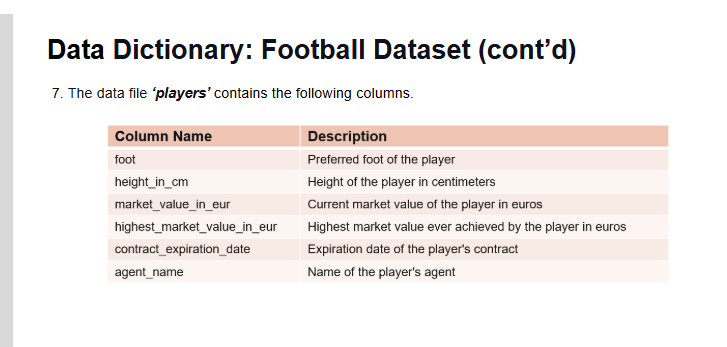 Data Dictionary: Football Dataset (cont’d)
7. The data file ‘players’ contains the following columns.
Column Name Description
foot Preferred foot of the player
height_in_cm Height of the player in centimeters
market_value_in_eur Current market value of the player in euros
highest_market_value_in_eur Highest market value ever achieved by the player in euros
contract_expiration_date Expiration date of the player's contract
agent_name Name of the player's agent